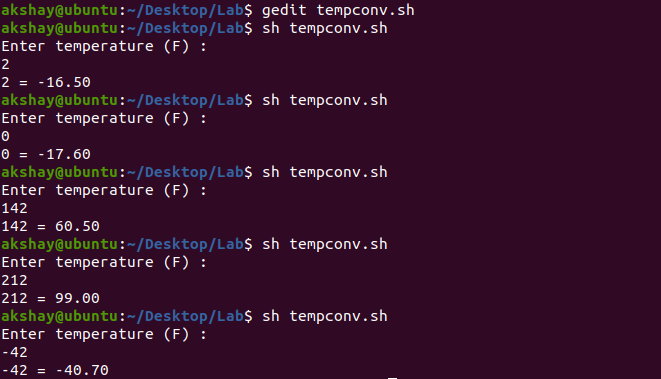 akshay@ubuntu:~/Desktop/Lab$ gedit tempconv.sh
akshay@ubuntu:~/Desktop/Lab$ sh tempconv.sh
Enter temperature (F) :
2
2 = -16.50
akshay@ubuntu:~/Desktop/Lab$ sh tempconv.sh
Enter temperature (F) :
0
0 = -17.60
akshay@ubuntu:~/Desktop/Lab$ sh tempconv.sh
Enter temperature (F) :
142
142 = 60.50
akshay@ubuntu:~/Desktop/Lab$ sh tempconv.sh
Enter temperature (F) :
212
212 = 99.00
akshay@ubuntu:~/Desktop/Lab$ sh tempconv.sh
Enter temperature (F) :
-42
-42 = -40.70